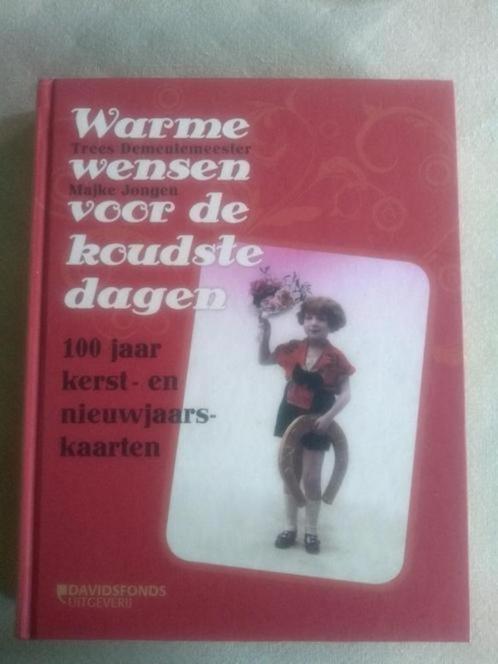 Warme
Trees Demeulemeester
wensen
Majke Jongen
voor de
koudste
dagen
100 jaar
kerst- en
nieuwjaars-
kaarten
DAVIDSFONDS
UITGEVERIJ